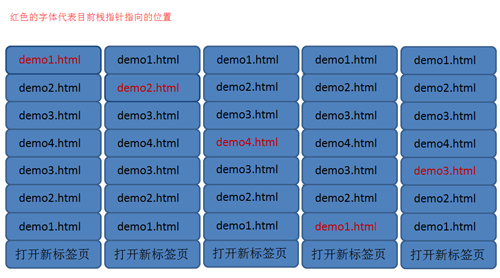 红色的字体代表目前栈指针指向的位置
demo1.html demo1.html demo1.html demo1.html demo1.html
demo2.html demo2.html demo2.html demo2.html demo2.html
demo3.html demo3.html demo3.html demo3.html demo3.html
demo4.html demo4.html demo4.html demo4.html demo4.html
demo3.html demo3.html demo3.html demo3.html demo3.html
demo2.html demo2.html demo2.html demo2.html demo2.html
demo1.html demo1.html demo1.html demo1.html demo1.html
打开新标签页 打开新标签页 打开新标签页 打开新标签页 打开新标签页